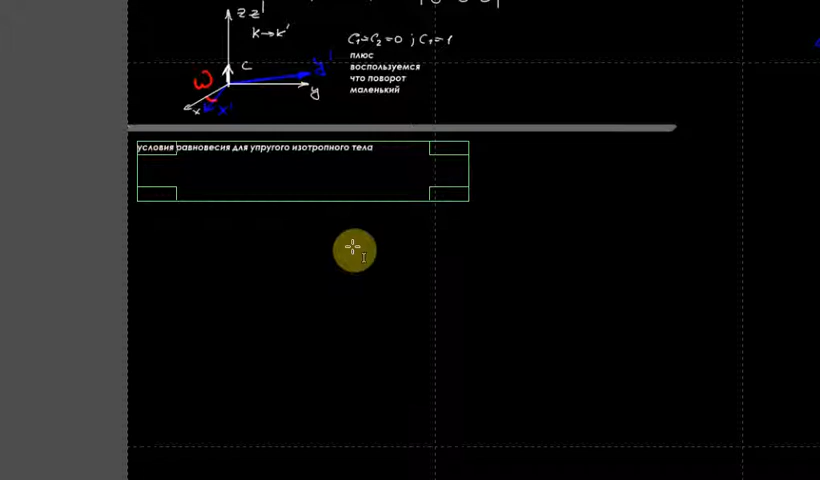 z z'
K→K'
C₁=C₂=0 ; C₃=1
плюс
воспользуемся
что поворот
маленький
C
y'
ω
y
x x'
условия равновесия для упругого изотропного тела